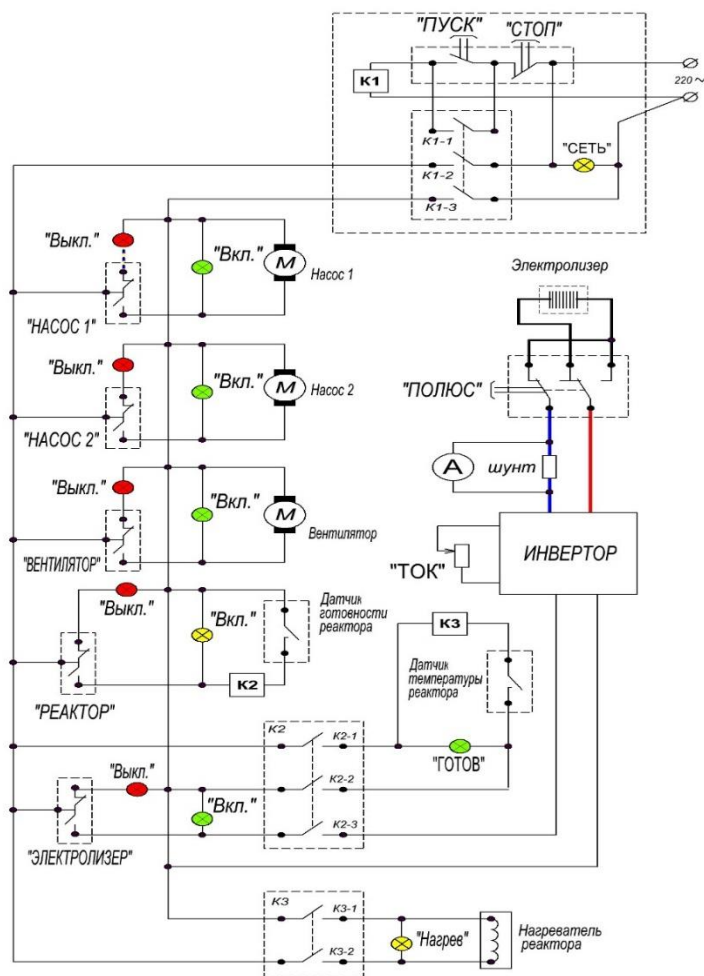 "ПУСК" "СТОП"
К1
220 ~
К1-1
К1-2
К1-3
"СЕТЬ"
"Выкл."
"Вкл."
М
Насос 1
"НАСОС 1"
Электролизер
"ПОЛЮС"
"Выкл."
"Вкл."
М
Насос 2
"НАСОС 2"
А
шунт
"Выкл."
"Вкл."
М
Вентилятор
"ВЕНТИЛЯТОР"
"ТОК"
ИНВЕРТОР
"Выкл."
"Вкл."
Датчик
готовности
реактора
К2
"РЕАКТОР"
К3
Датчик
температуры
реактора
К2
К2-1
К2-2
К2-3
"ГОТОВ"
"Выкл."
"Вкл."
"ЭЛЕКТРОЛИЗЕР"
К3
К3-1
К3-2
"Нагрев"
Нагреватель
реактора